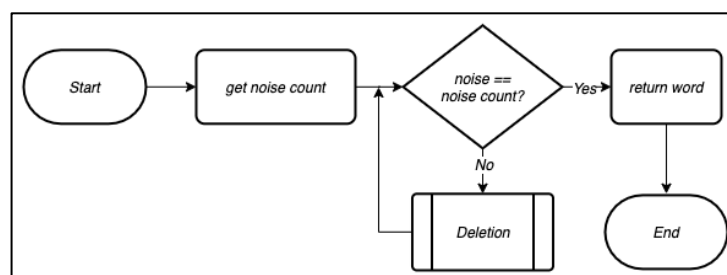 Start
get noise count
noise ==
noise count?
Yes
return word
No
Deletion
End